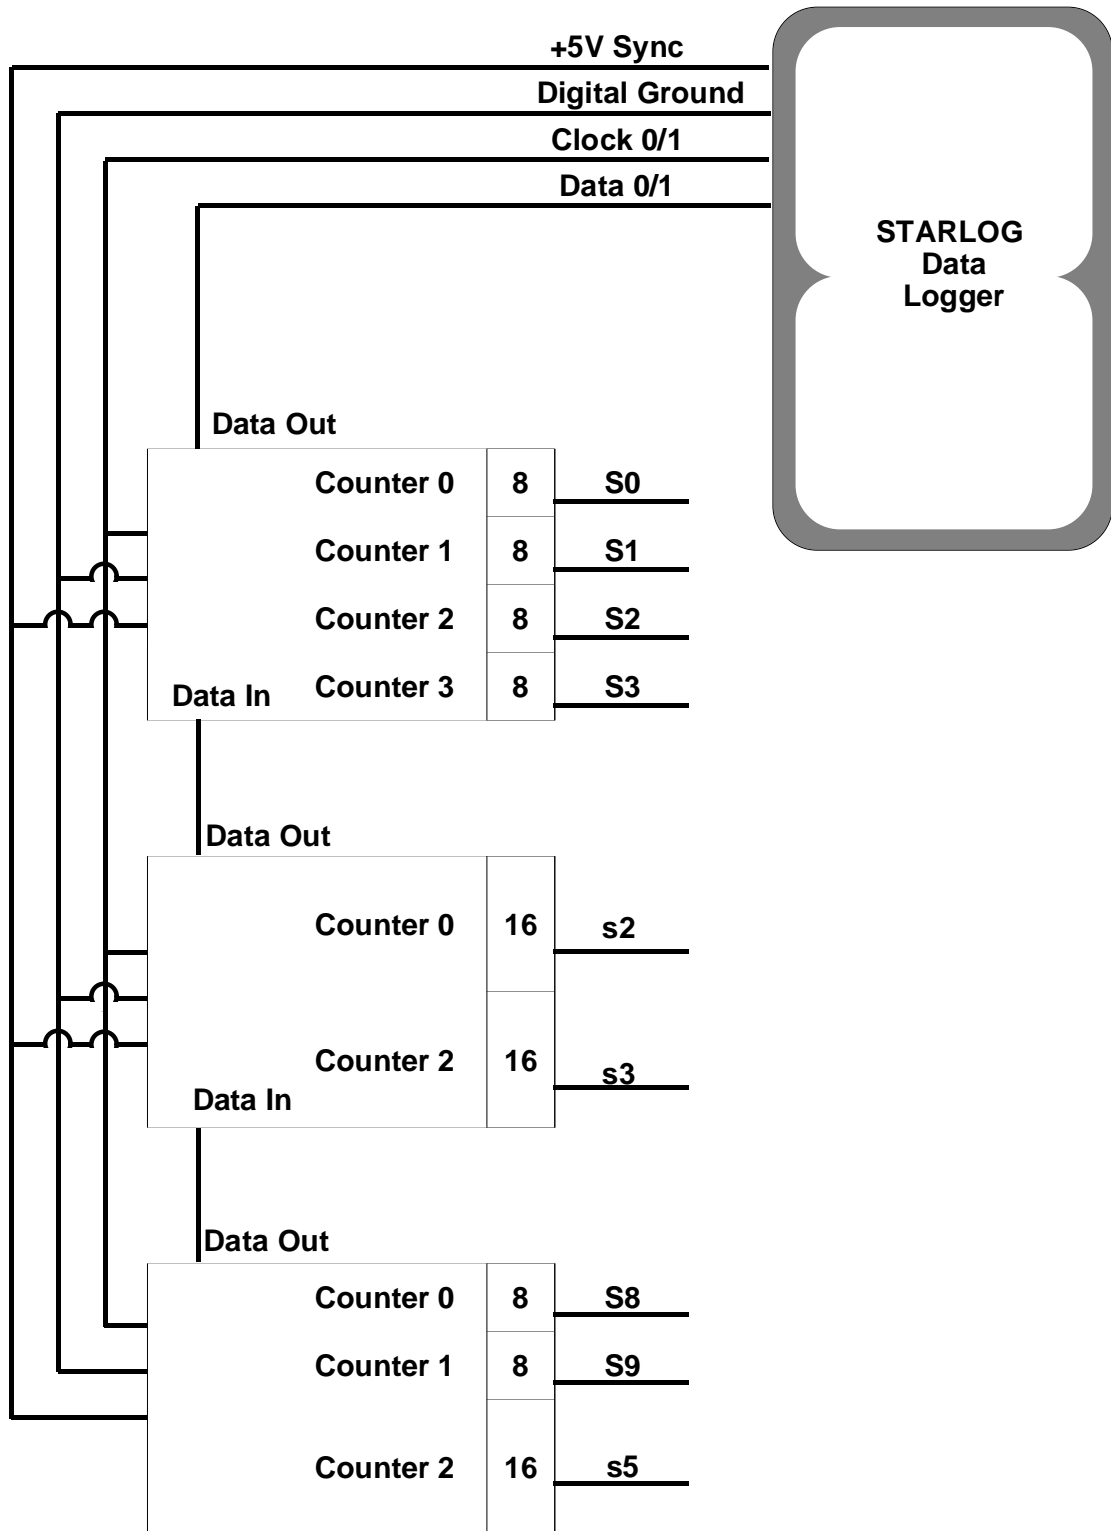 +5V Sync
Digital Ground
Clock 0/1
Data 0/1
STARLOG
Data
Logger
Data Out
Counter 0 8 S0
Counter 1 8 S1
Counter 2 8 S2
Counter 3 8 S3
Data In
Data Out
Counter 0 16 s2
Counter 2 16 s3
Data In
Data Out
Counter 0 8 S8
Counter 1 8 S9
Counter 2 16 s5